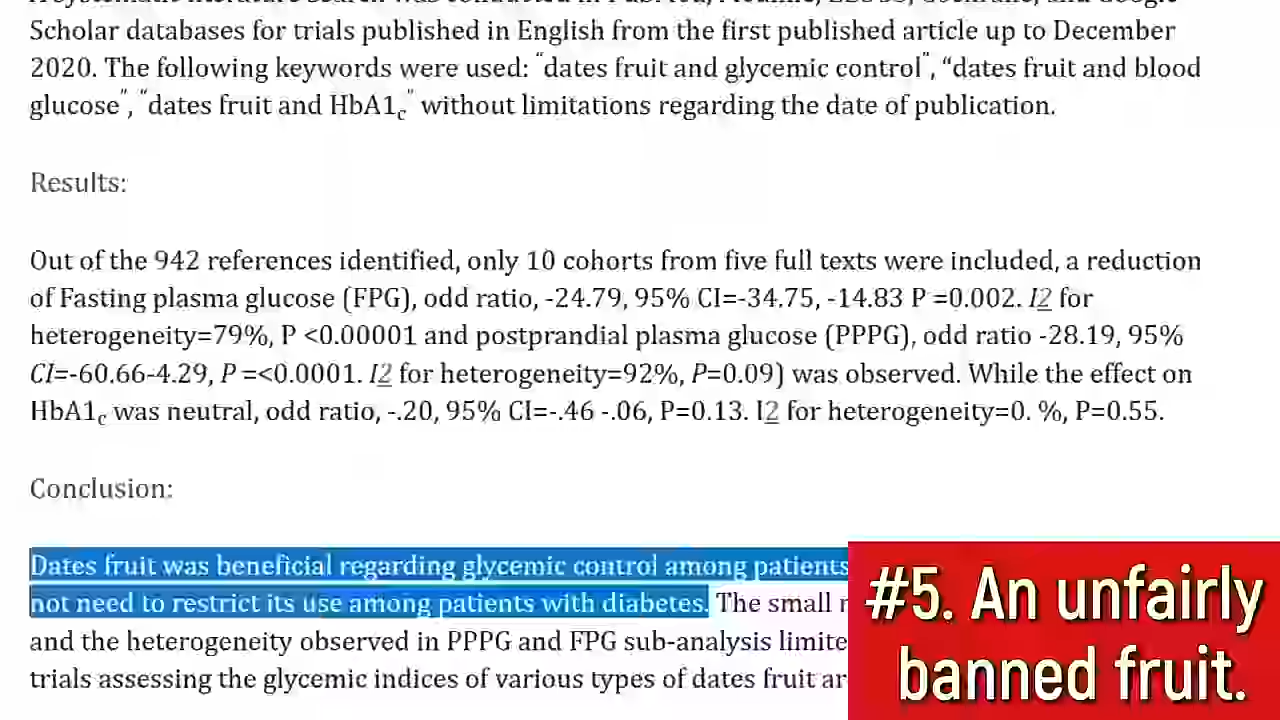 Scholar databases for trials published in English from the first published article up to December
2020. The following keywords were used: “dates fruit and glycemic control”, “dates fruit and blood
glucose”, “dates fruit and HbA1c” without limitations regarding the date of publication.
Results:
Out of the 942 references identified, only 10 cohorts from five full texts were included, a reduction
of Fasting plasma glucose (FPG), odd ratio, -24.79, 95% CI=-34.75, -14.83 P =0.002. I2 for
heterogeneity=79%, P <0.00001 and postprandial plasma glucose (PPPG), odd ratio -28.19, 95%
CI=-60.66-4.29, P =<0.0001. I2 for heterogeneity=92%, P=0.09) was observed. While the effect on
HbA1c was neutral, odd ratio, -.20, 95% CI=-.46 -.06, P=0.13. I2 for heterogeneity=0. %, P=0.55.
Conclusion:
Dates fruit was beneficial regarding glycemic control among patients
not need to restrict its use among patients with diabetes. The small
and the heterogeneity observed in PPPG and FPG sub-analysis
trials assessing the glycemic indices of various types of dates fruit
#5. An unfairly
banned fruit.